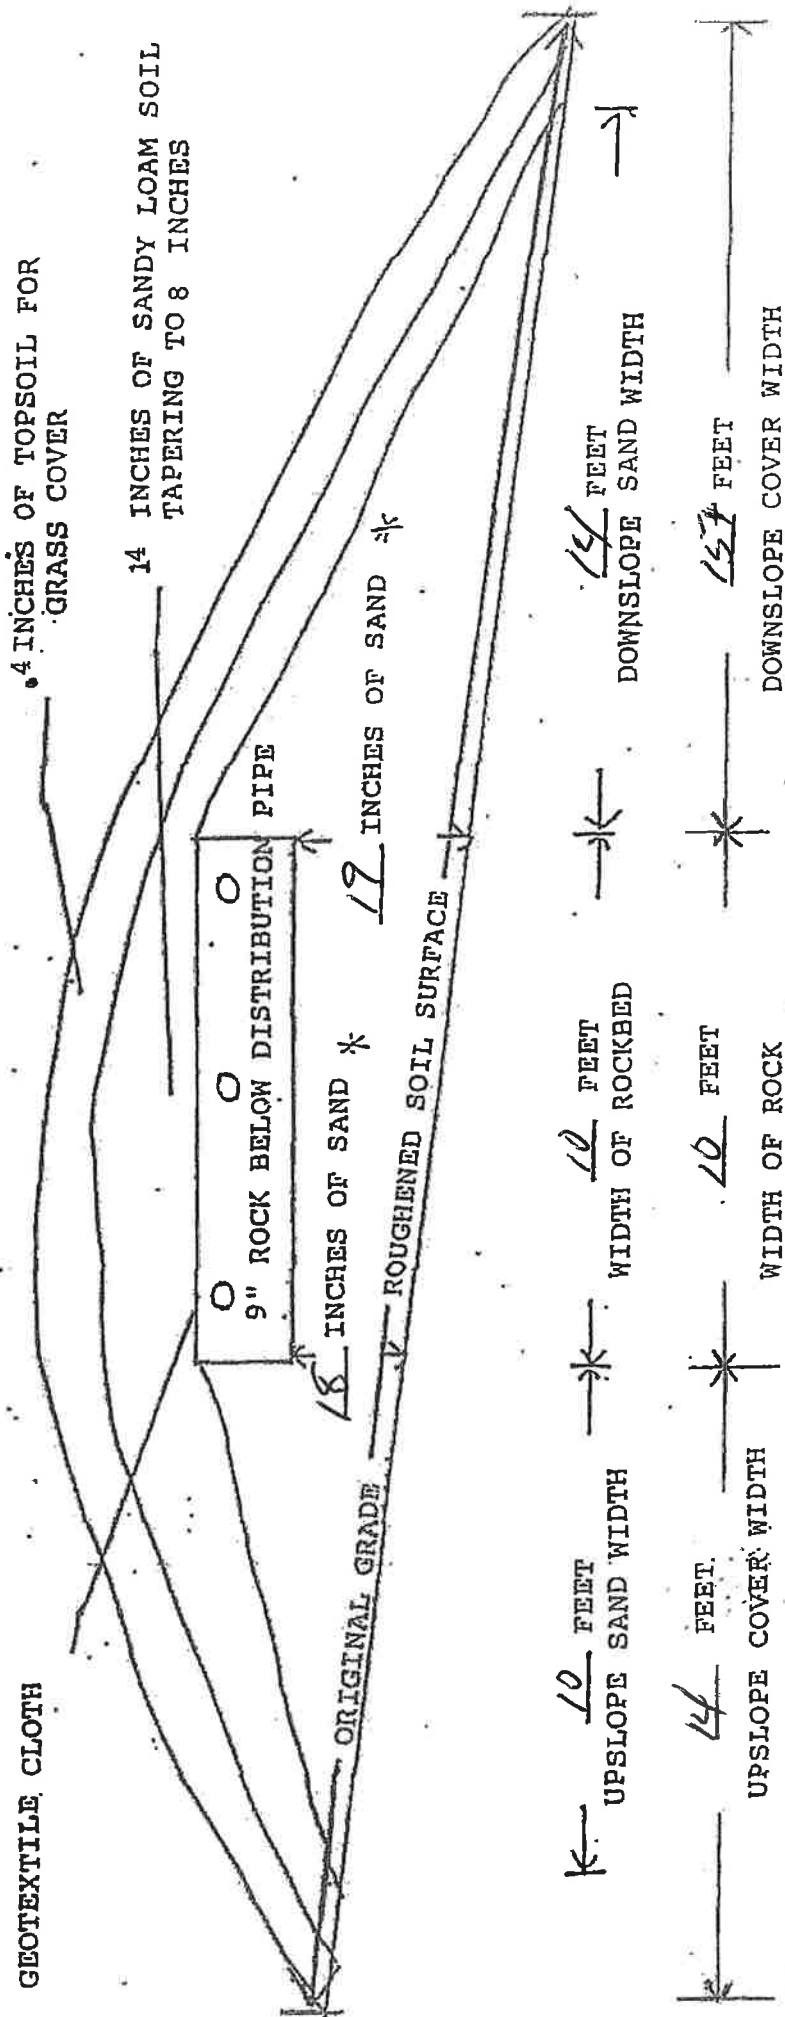 4 INCHES OF TOPSOIL FOR
GRASS COVER
14 INCHES OF SANDY LOAM SOIL
TAPERING TO 8 INCHES
GEOTEXTILE CLOTH
9" ROCK BELOW DISTRIBUTION PIPE
18 INCHES OF SAND *
19 INCHES OF SAND *
ORIGINAL GRADE
ROUGHENED SOIL SURFACE
10 FEET
UPSLOPE SAND WIDTH
10 FEET
WIDTH OF ROCKBED
14 FEET
DOWNSLOPE SAND WIDTH
14 FEET.
UPSLOPE COVER WIDTH
10 FEET
WIDTH OF ROCK
FEET
DOWNSLOPE COVER WIDTH